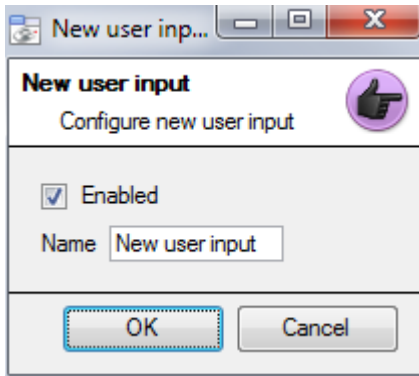 New user inp...
New user input
Configure new user input
Enabled
Name New user input
OK Cancel